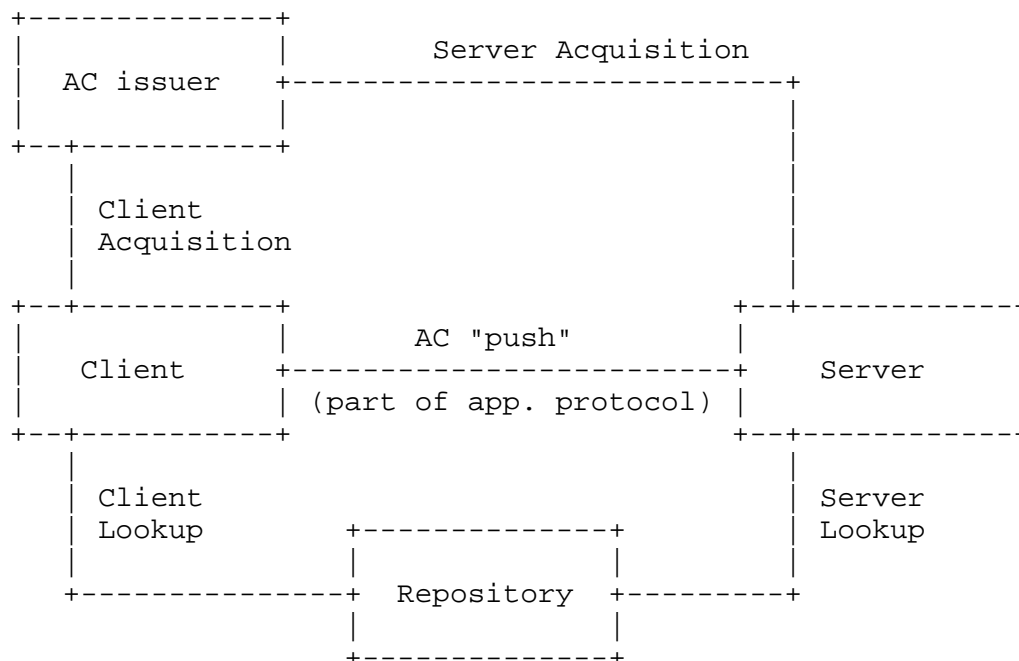 Server Acquisition
AC issuer
Client
Acquisition
AC "push"
Client
Server
(part of app. protocol)
Client
Lookup
Server
Lookup
Repository